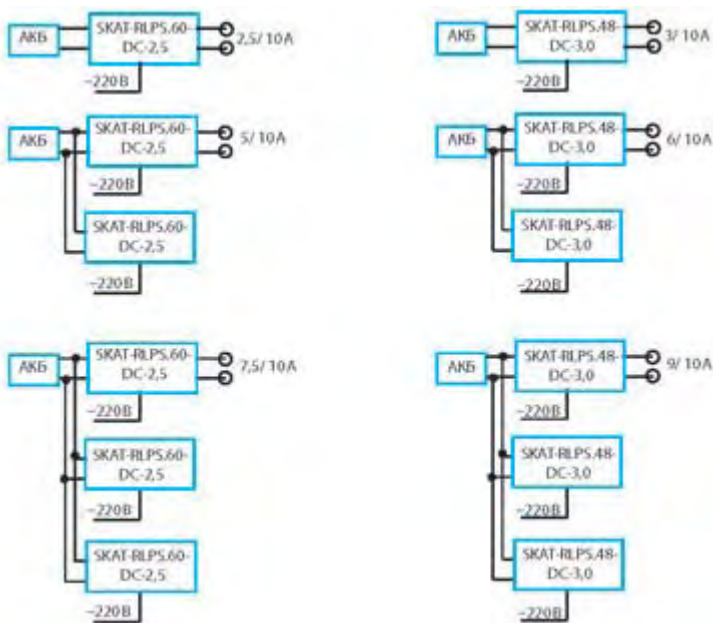 АКБ
SKAT-RLPS.60-
DC-2,5
2,5/10А
~220В
АКБ
SKAT-RLPS.60-
DC-2,5
5/10А
~220В
SKAT-RLPS.60-
DC-2,5
~220В
АКБ
SKAT-RLPS.60-
DC-2,5
7,5/10А
~220В
SKAT-RLPS.60-
DC-2,5
~220В
SKAT-RLPS.60-
DC-2,5
~220В
АКБ
SKAT-RLPS.48-
DC-3,0
3/10А
~220В
АКБ
SKAT-RLPS.48-
DC-3,0
6/10А
~220В
SKAT-RLPS.48-
DC-3,0
~220В
АКБ
SKAT-RLPS.48-
DC-3,0
9/10А
~220В
SKAT-RLPS.48-
DC-3,0
~220В
SKAT-RLPS.48-
DC-3,0
~220В